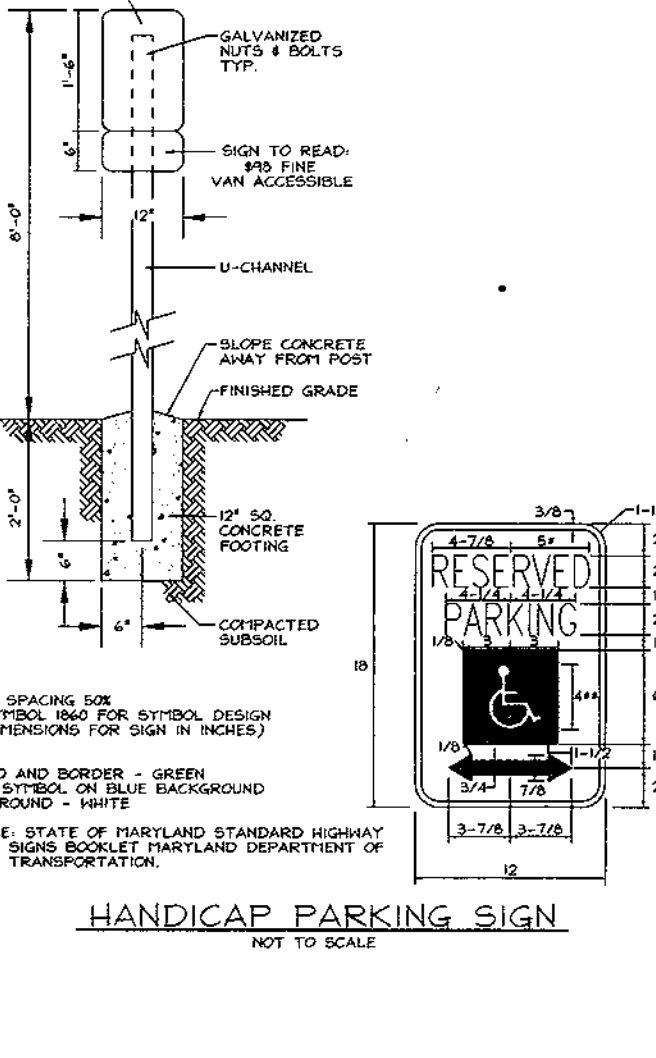 GALVANIZED
NUTS & BOLTS
TYP.
1'-6"
6"
SIGN TO READ:
$98 FINE
VAN ACCESSIBLE
8'-0"
12"
U-CHANNEL
SLOPE CONCRETE
AWAY FROM POST
FINISHED GRADE
2'-0"
6"
12" SQ.
CONCRETE
FOOTING
6"
COMPACTED
SUBSOIL
3/8
4-7/8 5"
RESERVED
4-1/4 4-1/4
PARKING
1/8 3 3
18
4**
1/8
1-1/2
3/4 7/8
3-7/8 3-7/8
12
SPACING 50%
MBOL 1860 FOR SYMBOL DESIGN
MENSIONS FOR SIGN IN INCHES)
D AND BORDER - GREEN
SYMBOL ON BLUE BACKGROUND
ROUND - WHITE
E: STATE OF MARYLAND STANDARD HIGHWAY
SIGNS BOOKLET MARYLAND DEPARTMENT OF
TRANSPORTATION.
HANDICAP PARKING SIGN
NOT TO SCALE